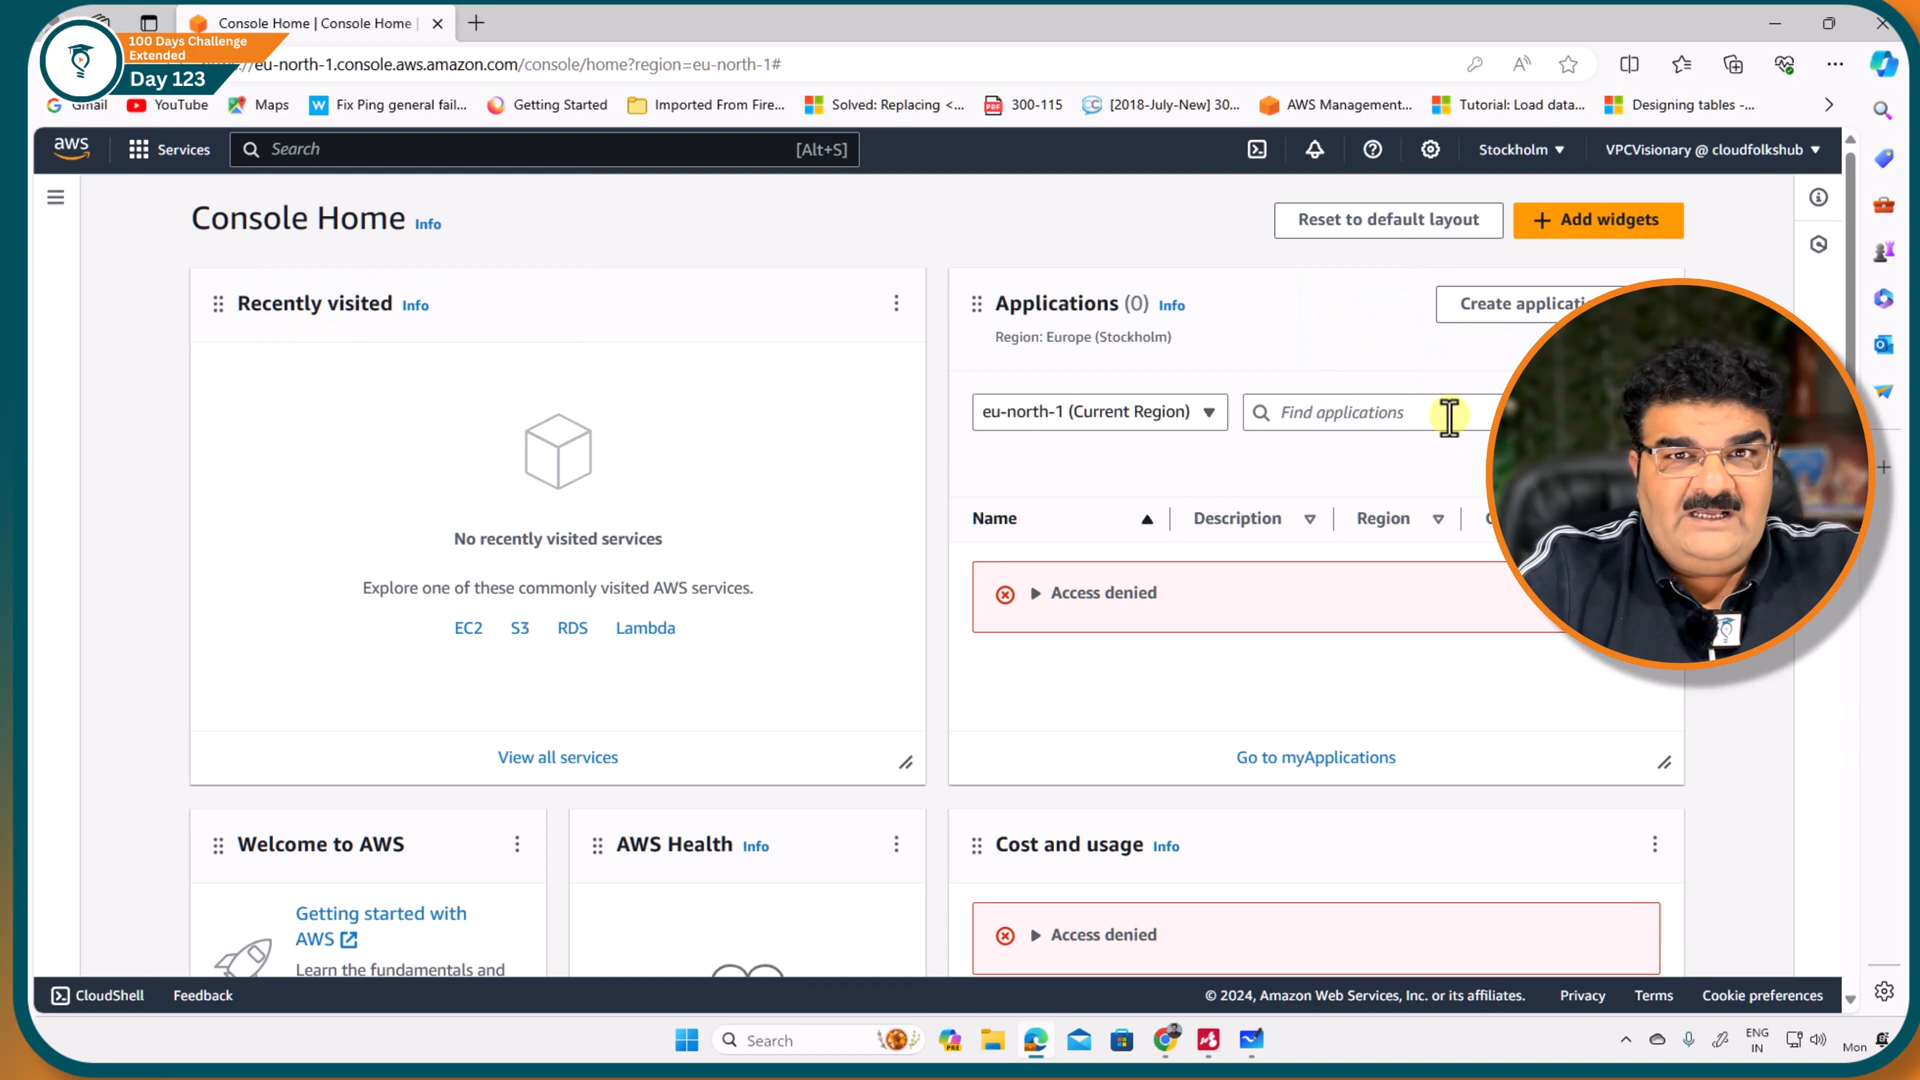 Console Home | Console Home |
100 Days Challenge
Extended
Day 123
eu-north-1.console.aws.amazon.com/console/home?region=eu-north-1#
Gmail
YouTube
Maps
Fix Ping general fail...
Getting Started
Imported From Fire...
Solved: Replacing <...
300-115
[2018-July-New] 30...
AWS Management...
Tutorial: Load data...
Designing tables -...
aws
Services
Search
[Alt+S]
Stockholm
VPCVisionary @ cloudfolkshub
Console Home Info
Reset to default layout
+ Add widgets
Recently visited Info
No recently visited services
Explore one of these commonly visited AWS services.
EC2 S3 RDS Lambda
View all services
Applications (0) Info
Region: Europe (Stockholm)
Create applicati
eu-north-1 (Current Region)
Find applications
Name
Description
Region
Access denied
Go to myApplications
Welcome to AWS
Getting started with
AWS
Learn the fundamentals and
AWS Health Info
Cost and usage Info
Access denied
CloudShell
Feedback
© 2024, Amazon Web Services, Inc. or its affiliates.
Privacy
Terms
Cookie preferences
Search
PRE
ENG
IN
Mon